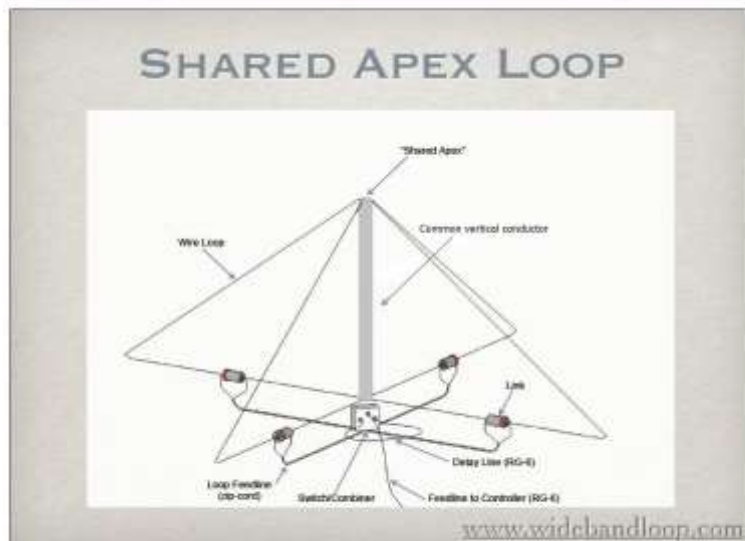 SHARED APEX LOOP
"Shared Apex"
Common vertical conductor
Wire Loop
Link
Delay Line (RG-6)
Loop Feedline
(zip-cord)
Switch/Combiner
Feedline to Controller (RG-6)
www.widebandloop.com